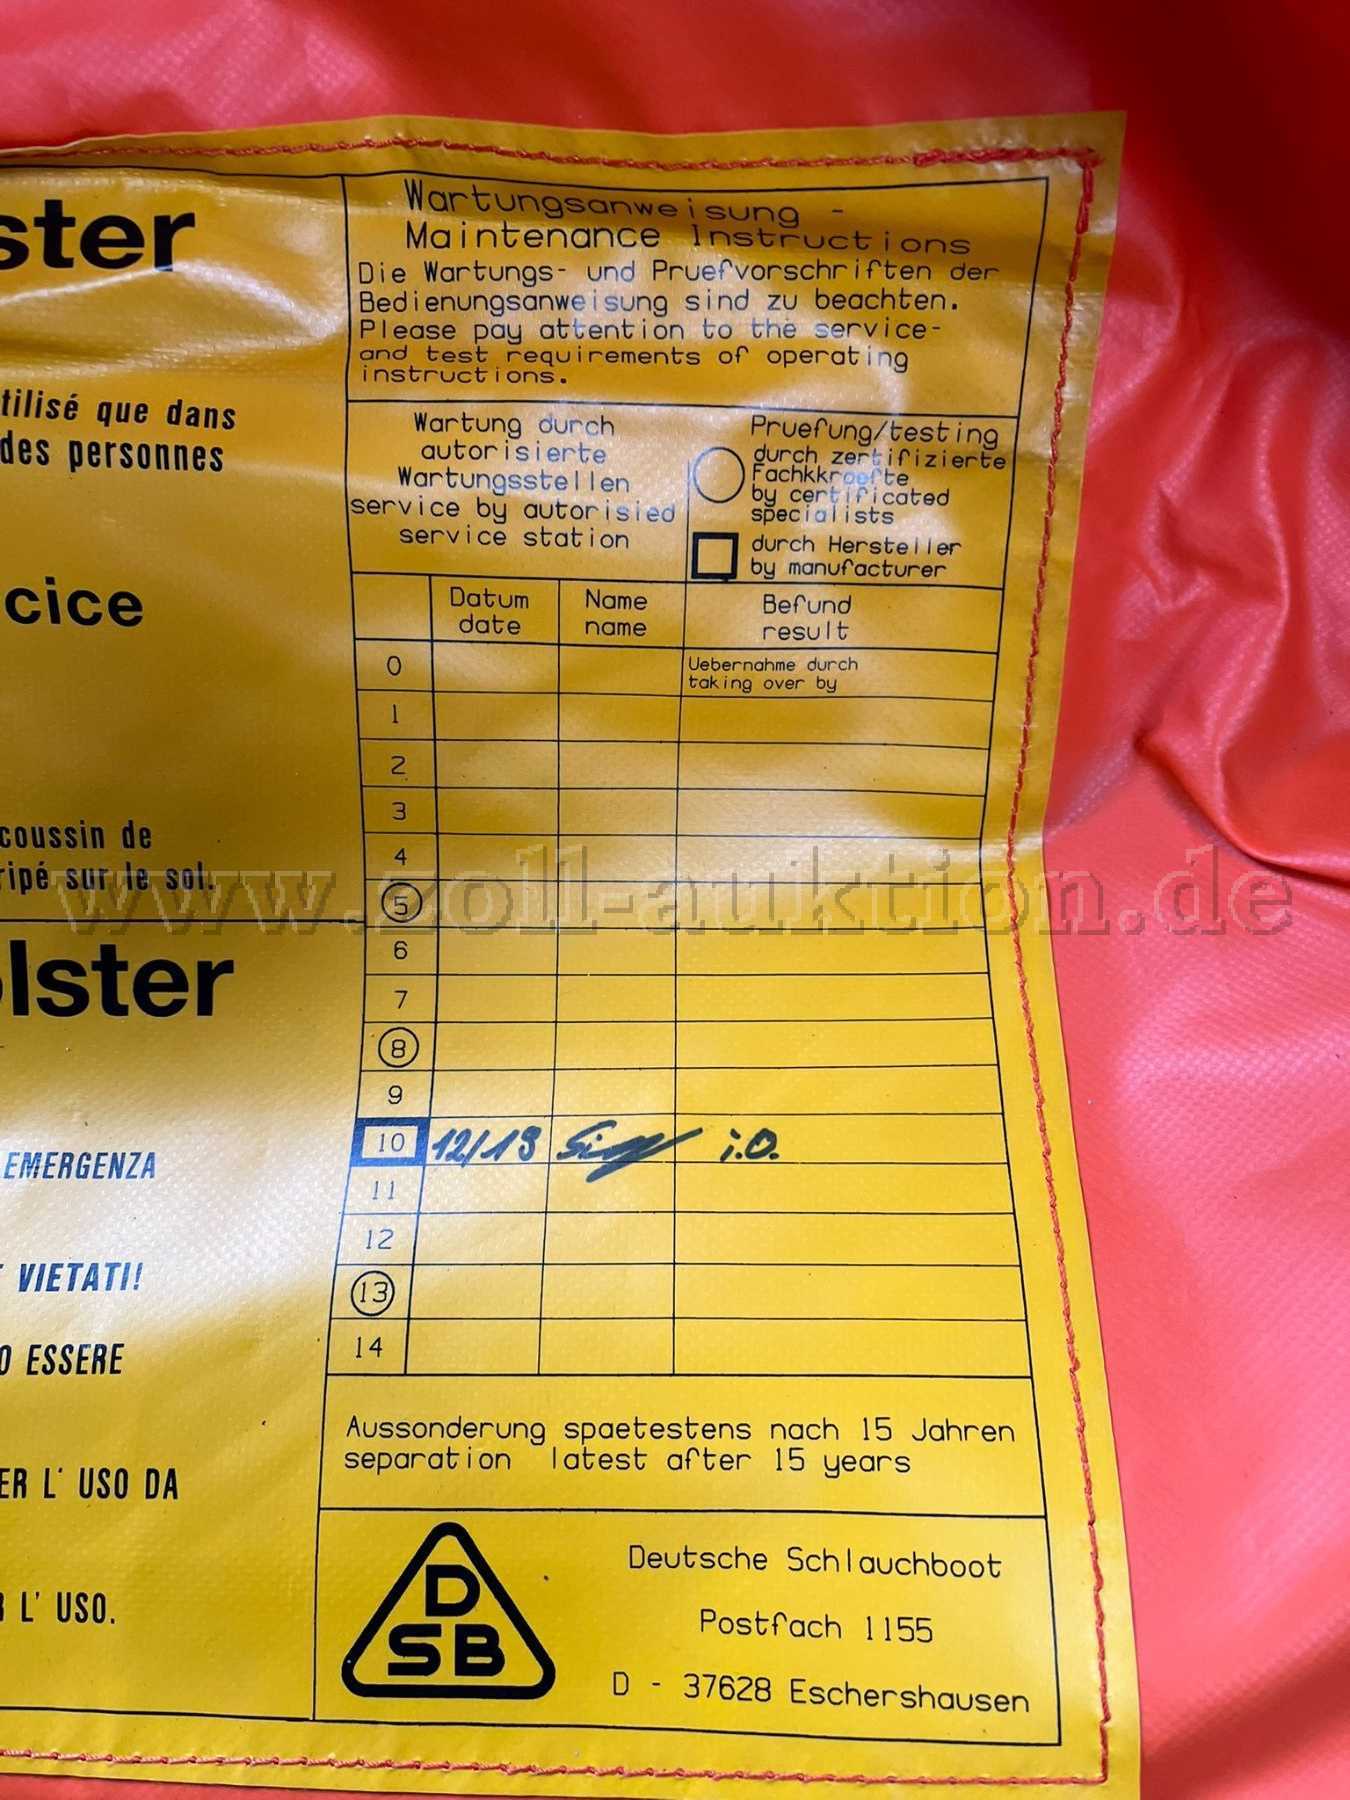 ster
tilisé que dans
des personnes
cice
coussin de
ripé sur le sol.
olster
EMERGENZA
VIETATI!
O ESSERE
ER L' USO DA
L' USO.
Wartungsanweisung -
Maintenance Instructions
Die Wartungs- und Pruefvorschriften der
Bedienungsanweisung sind zu beachten.
Please pay attention to the service-
and test requirements of operating
instructions.
Wartung durch
autorisierte
Wartungsstellen
service by autorisied
service station
Pruefung/testing
durch zertifizierte
Fachkkraefte
by certificated
specialists
durch Hersteller
by manufacturer
Datum Name Befund
date name result
0 Uebernahme durch
taking over by
1
2
3
4
5
6
7
8
9
10 12/13 i.O.
11
12
13
14
Aussonderung spaetestens nach 15 Jahren
separation latest after 15 years
D
SB
Deutsche Schlauchboot
Postfach 1155
D - 37628 Eschershausen
www.zoll-auktion.de